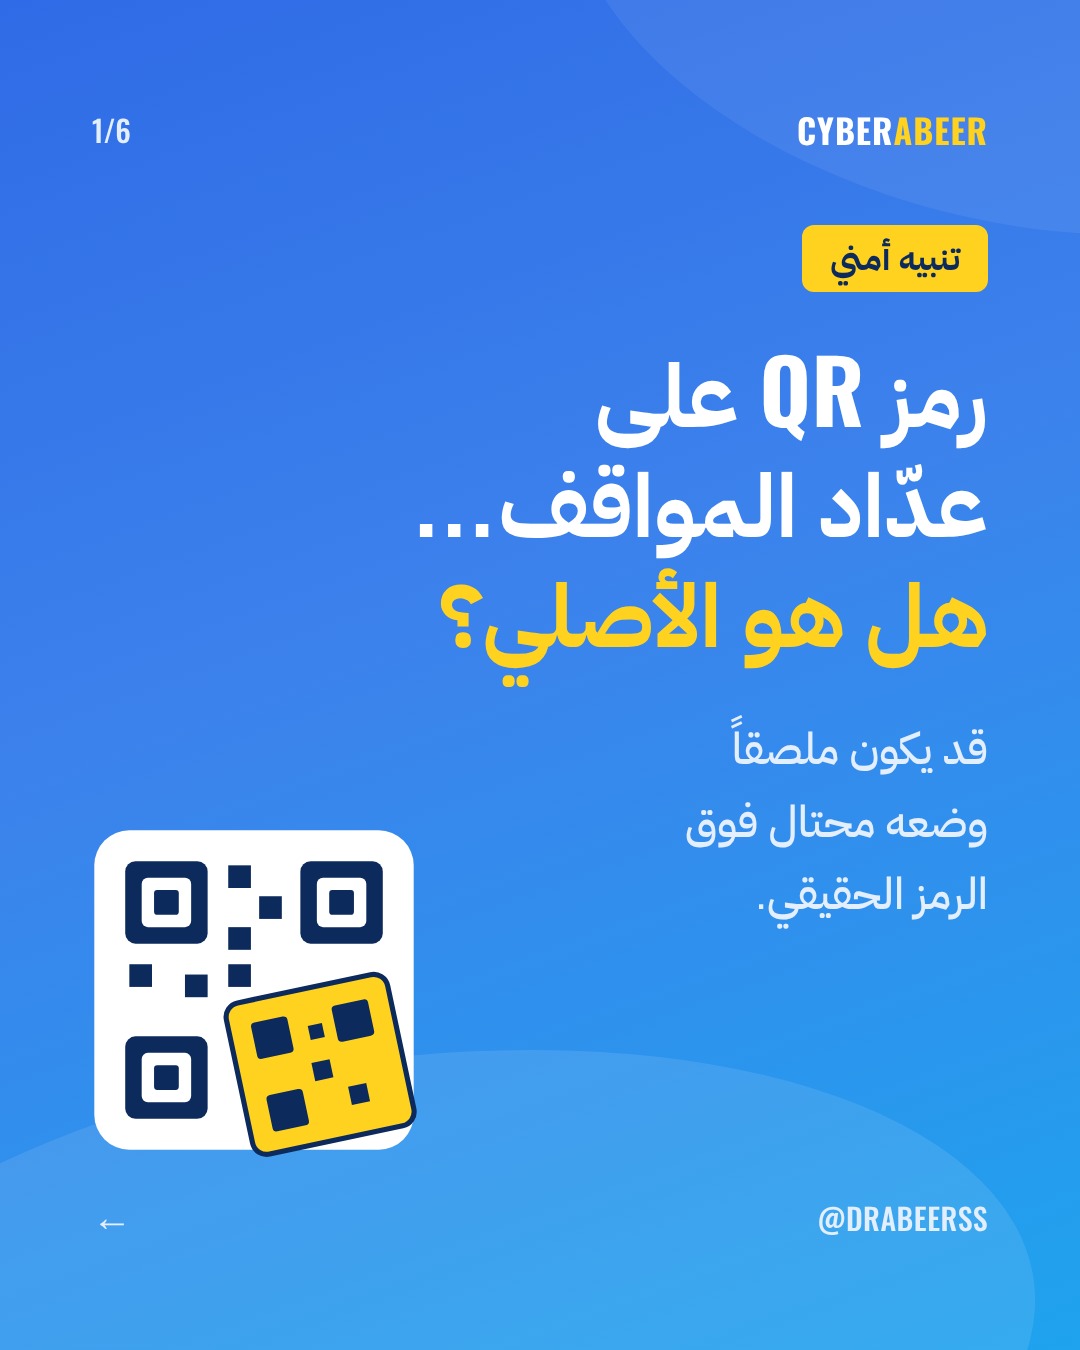 CYBERABEER
1/6
تنبيه أمني
رمز QR على
عدّاد المواقف...
هل هو الأصلي؟
قد يكون ملصقاً
وضعه محتال فوق
الرمز الحقيقي.
@DRABEERSS
←